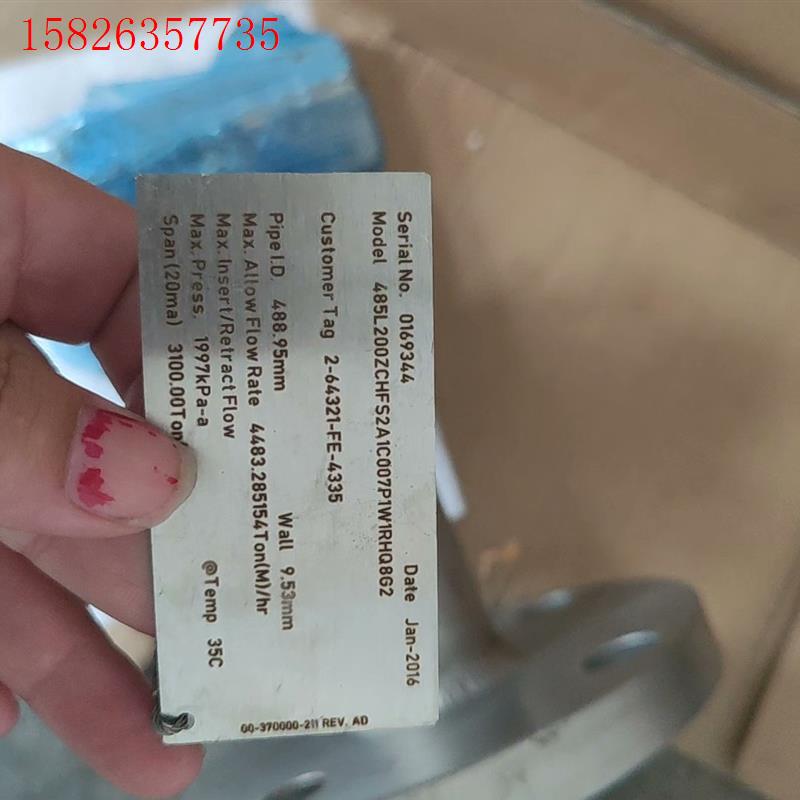 15826357735
Serial No. 0169344 Date Jan-2016
Model 485L200ZCHFS2A1C007P1W1RHQ8G2
Customer Tag 2-64321-FE-4335
Pipe I.D. 488.95mm Wall 9.53mm
Max. Allow Flow Rate 4483.285154Ton(M)/hr
Max. Insert/Retract Flow
Max. Press. 1997kPa-a @Temp 35C
Span (20ma) 3100.00Ton
00-370000-211 REV. AD